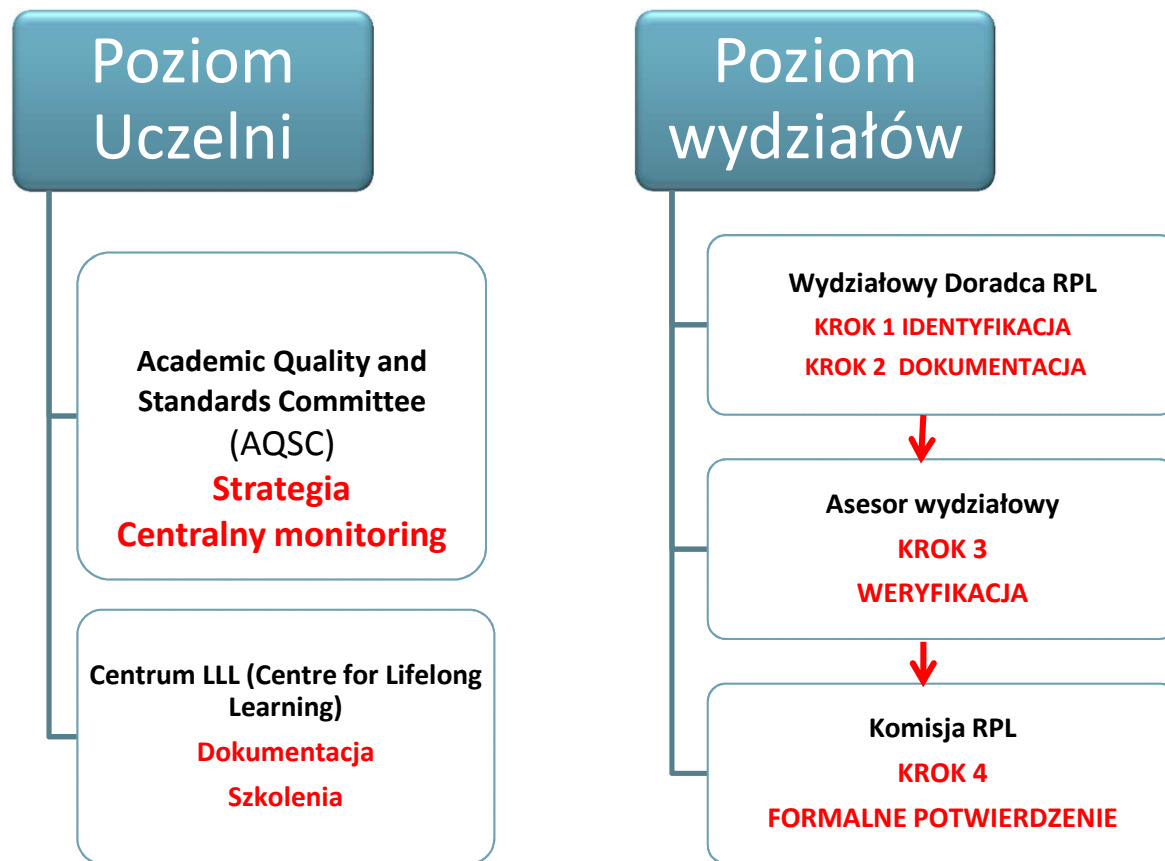 Poziom
Uczelni
Academic Quality and
Standards Committee
(AQSC)
Strategia
Centralny monitoring
Centrum LLL (Centre for Lifelong
Learning)
Dokumentacja
Szkolenia
Poziom
wydziałów
Wydziałowy Doradca RPL
KROK 1 IDENTYFIKACJA
KROK 2 DOKUMENTACJA
Asesor wydziałowy
KROK 3
WERYFIKACJA
Komisja RPL
KROK 4
FORMALNE POTWIERDZENIE